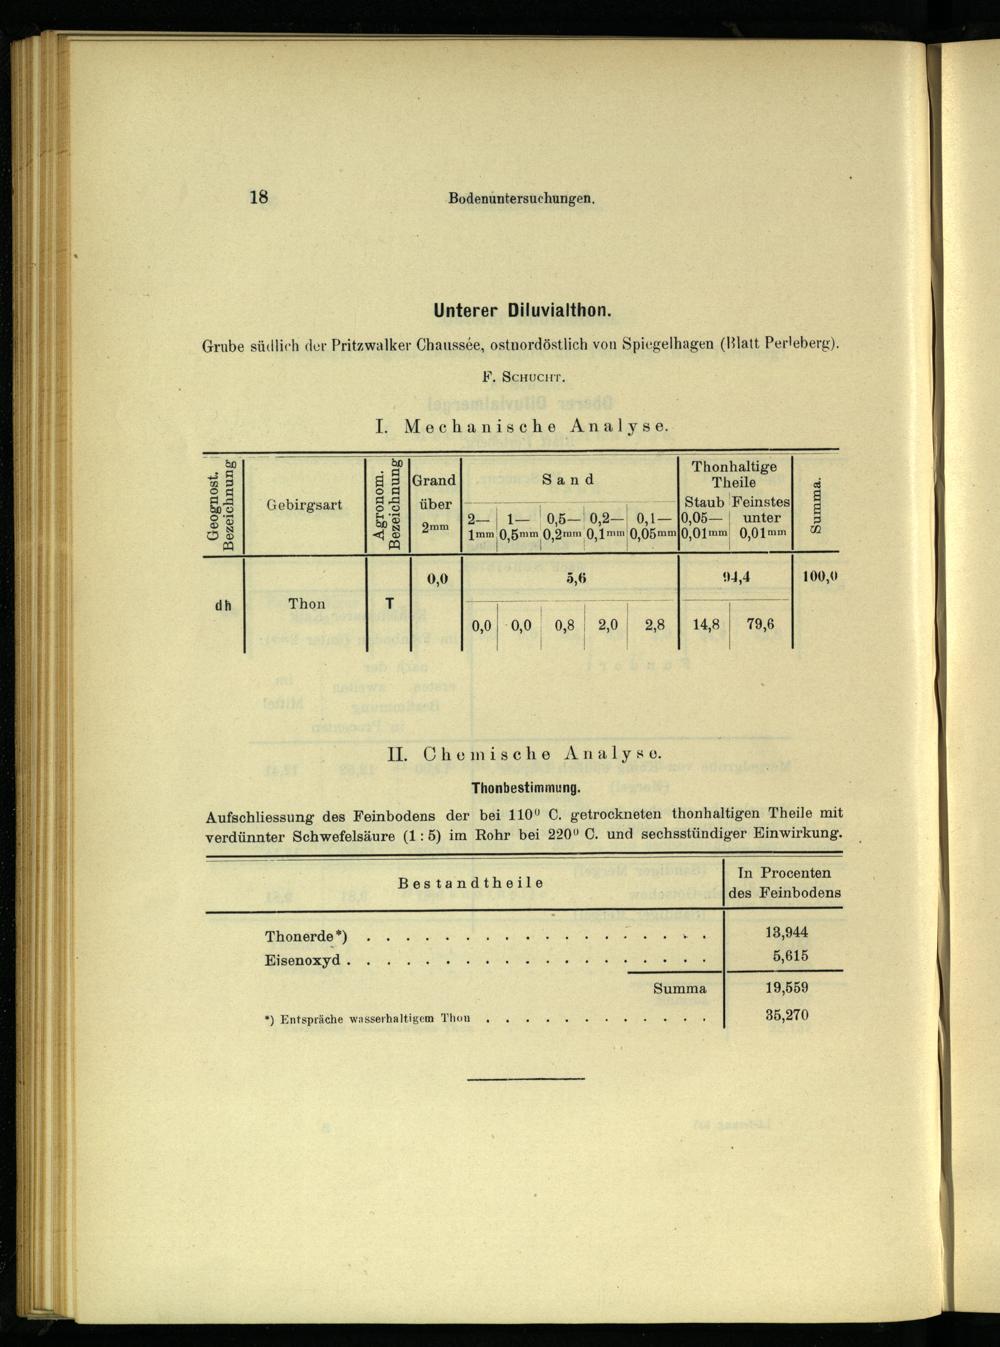 18 Bodenuntersuchungen.
Unterer Diluvialthon.
Grube südlich der Pritzwalker Chaussée, ostnordöstlich von Spiegelhagen (Blatt Perleberg).
F. Schucht.
I. Mechanische Analyse.
Geognost. Bezeichnung
Gebirgsart
Agronom. Bezeichnung
Grand
über
2mm
Sand
2— 1— 0,5— 0,2— 0,1—
1mm 0,5mm 0,2mm 0,1mm 0,05mm
Thonhaltige
Theile
Staub Feinstes
0,05— unter
0,01mm 0,01mm
Summa.
dh Thon T
0,0 5,6 94,4 100,0
0,0 0,0 0,8 2,0 2,8 14,8 79,6
II. Chemische Analyse.
Thonbestimmung.
Aufschliessung des Feinbodens der bei 110⁰ C. getrockneten thonhaltigen Theile mit
verdünnter Schwefelsäure (1:5) im Rohr bei 220⁰ C. und sechsstündiger Einwirkung.
Bestandtheile
In Procenten
des Feinbodens
Thonerde*) . . . . . . . . . . . . . . . . . . 13,944
Eisenoxyd . . . . . . . . . . . . . . . . . . . 5,615
Summa 19,559
*) Entspräche wasserhaltigem Thon . . . . . . . . . . . . 35,270